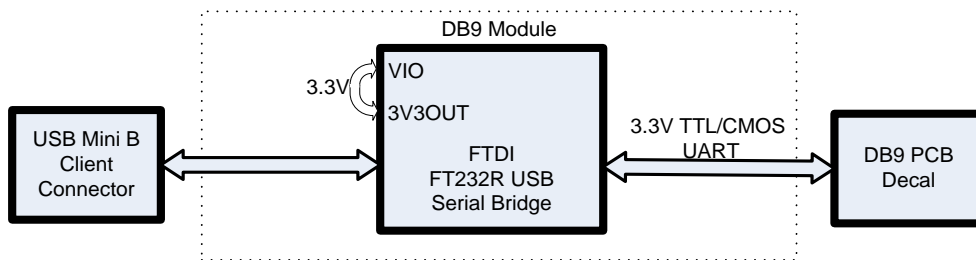 DB9 Module
VIO
3.3V
3V3OUT
USB Mini B
Client
Connector
FTDI
FT232R USB
Serial Bridge
3.3V TTL/CMOS
UART
DB9 PCB
Decal